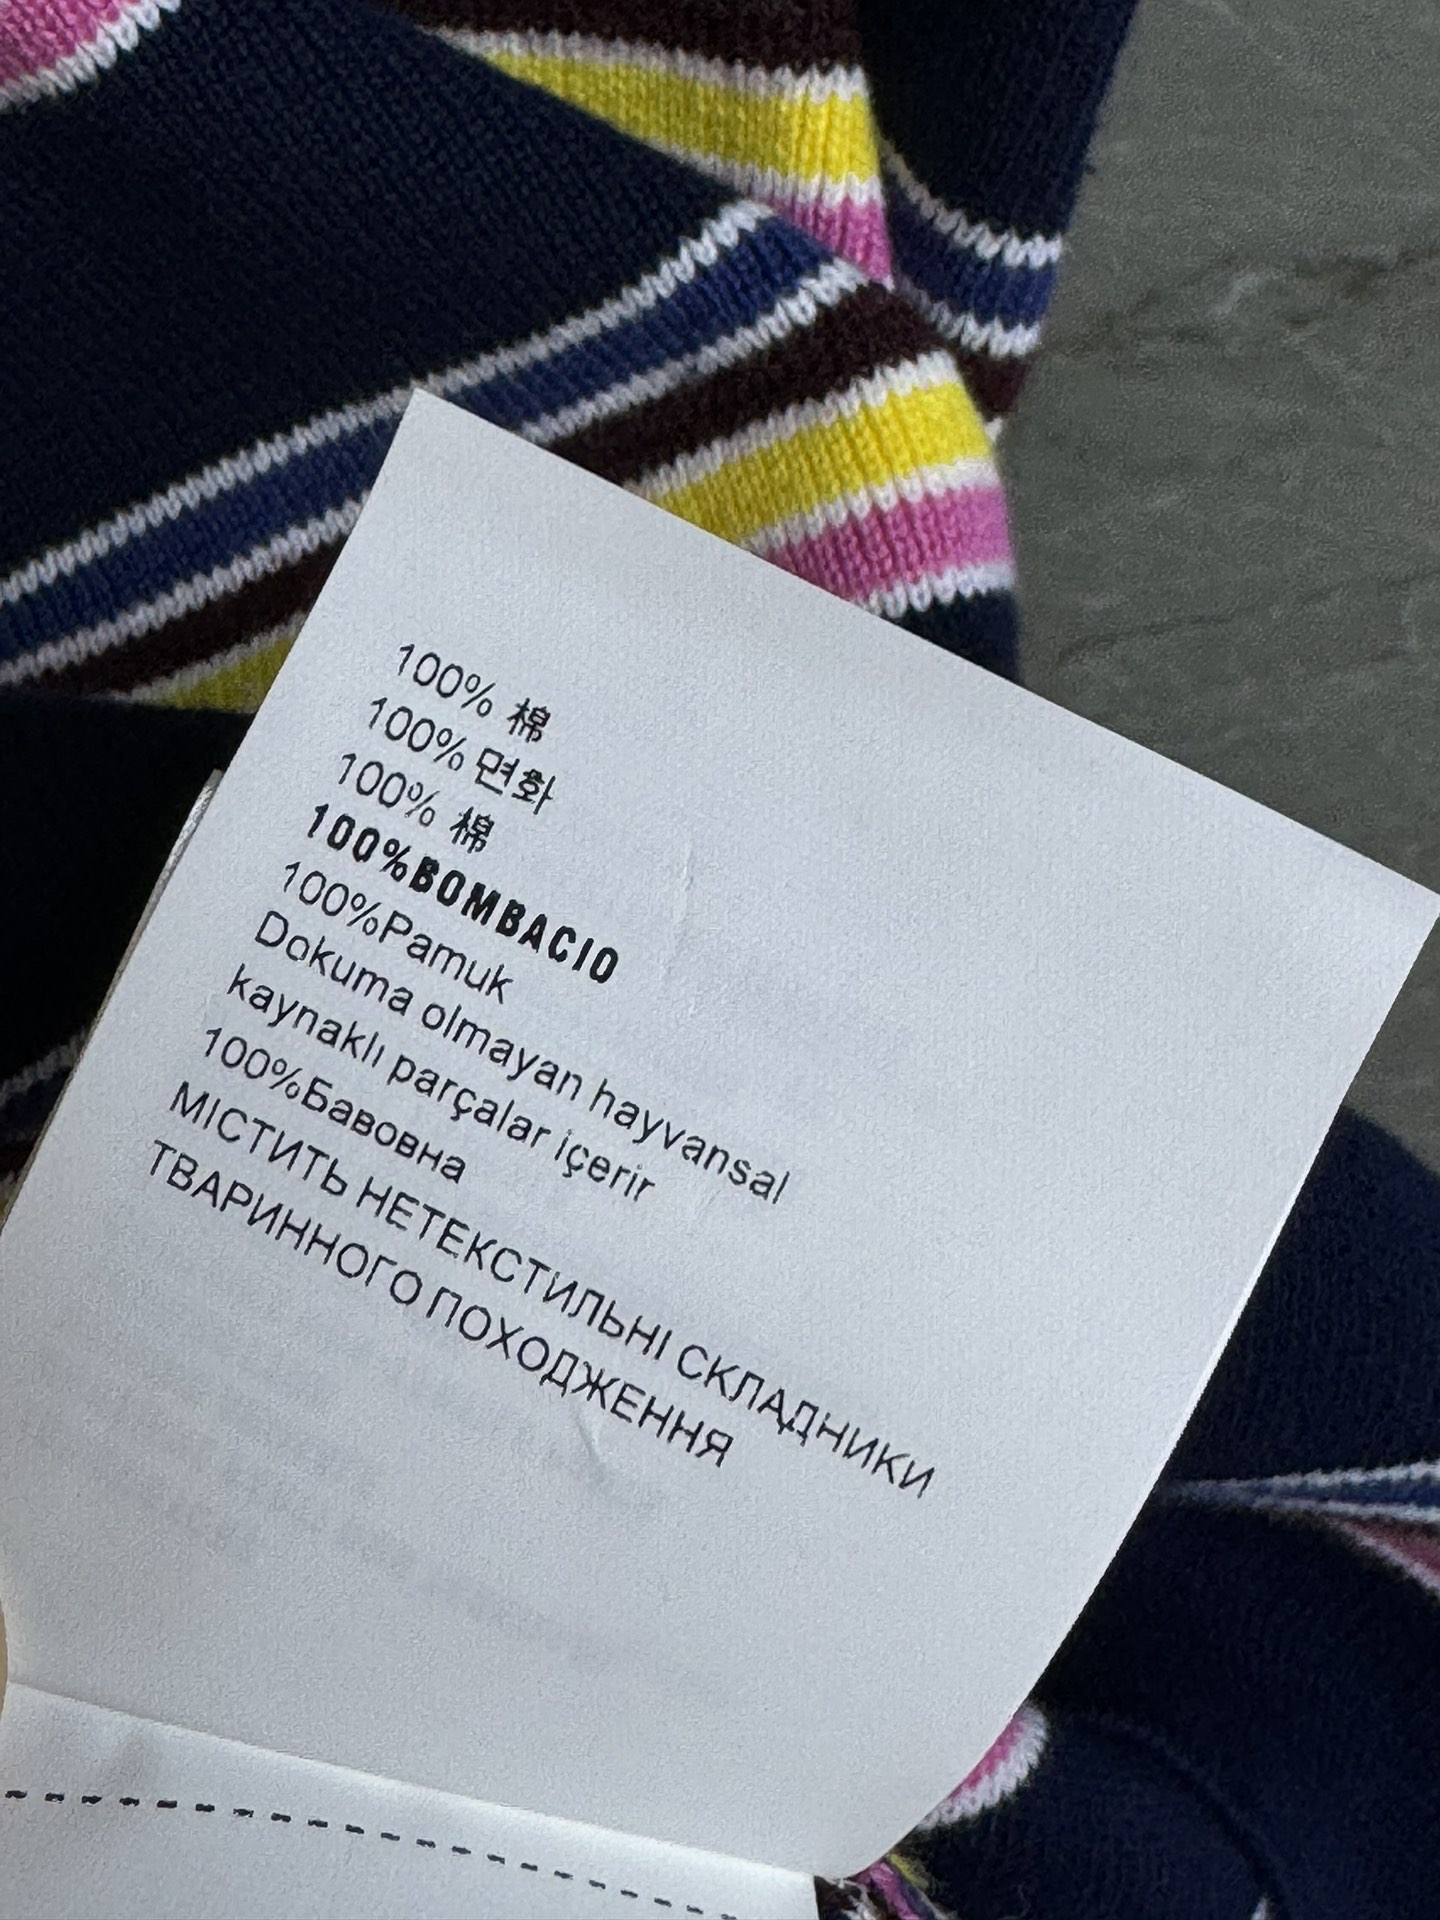 100% 棉
100% 면화
100% 棉
100%BOMBACIO
100%Pamuk
Dokuma olmayan hayvansal
kaynaklı parçalar içerir
100%Бавовна
МІСТИТЬ НЕТЕКСТИЛЬНІ СКЛАДНИКИ
ТВАРИННОГО ПОХОДЖЕННЯ